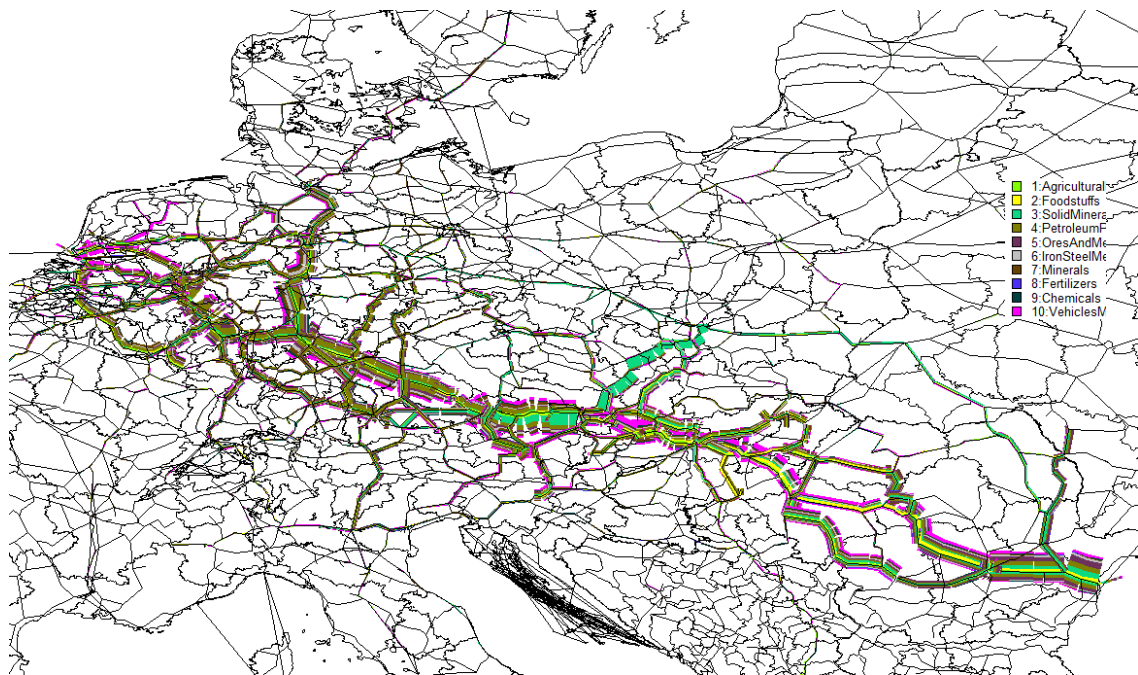 1:Agricultural
2:Foodstuffs
3:SolidMinera
4:PetroleumF
5:OresAndMe
6:IronSteelMe
7:Minerals
8:Fertilizers
9:Chemicals
10:VehiclesM